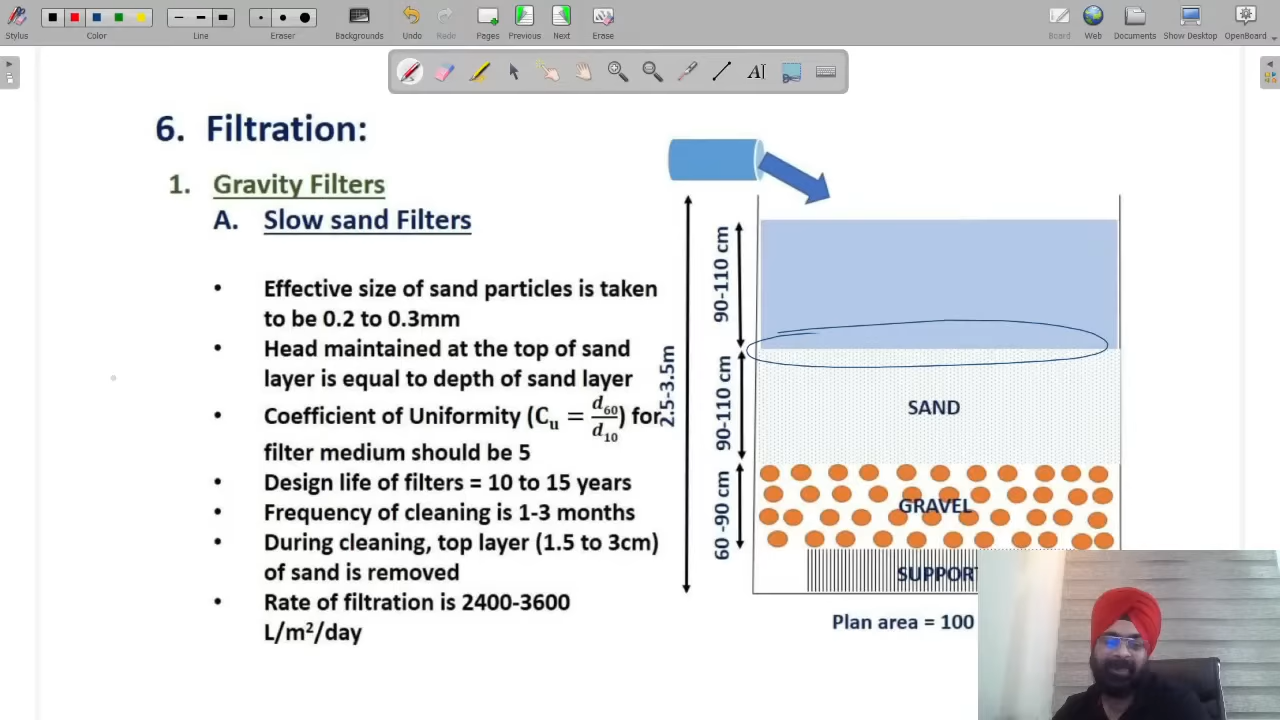 Stylus
Color
Line
Eraser
Backgrounds
Undo
Redo
Pages
Previous
Next
Erase
Board
Web
Documents
Show Desktop
OpenBoard
6. Filtration:
1. Gravity Filters
A. Slow sand Filters
• Effective size of sand particles is taken
to be 0.2 to 0.3mm
• Head maintained at the top of sand
layer is equal to depth of sand layer
• Coefficient of Uniformity (Cᵤ = d₆₀/d₁₀) for
filter medium should be 5
• Design life of filters = 10 to 15 years
• Frequency of cleaning is 1-3 months
• During cleaning, top layer (1.5 to 3cm)
of sand is removed
• Rate of filtration is 2400-3600
L/m²/day
2.5-3.5m
90-110 cm
90-110 cm
60 -90 cm
SAND
GRAVEL
SUPPORT
Plan area = 100